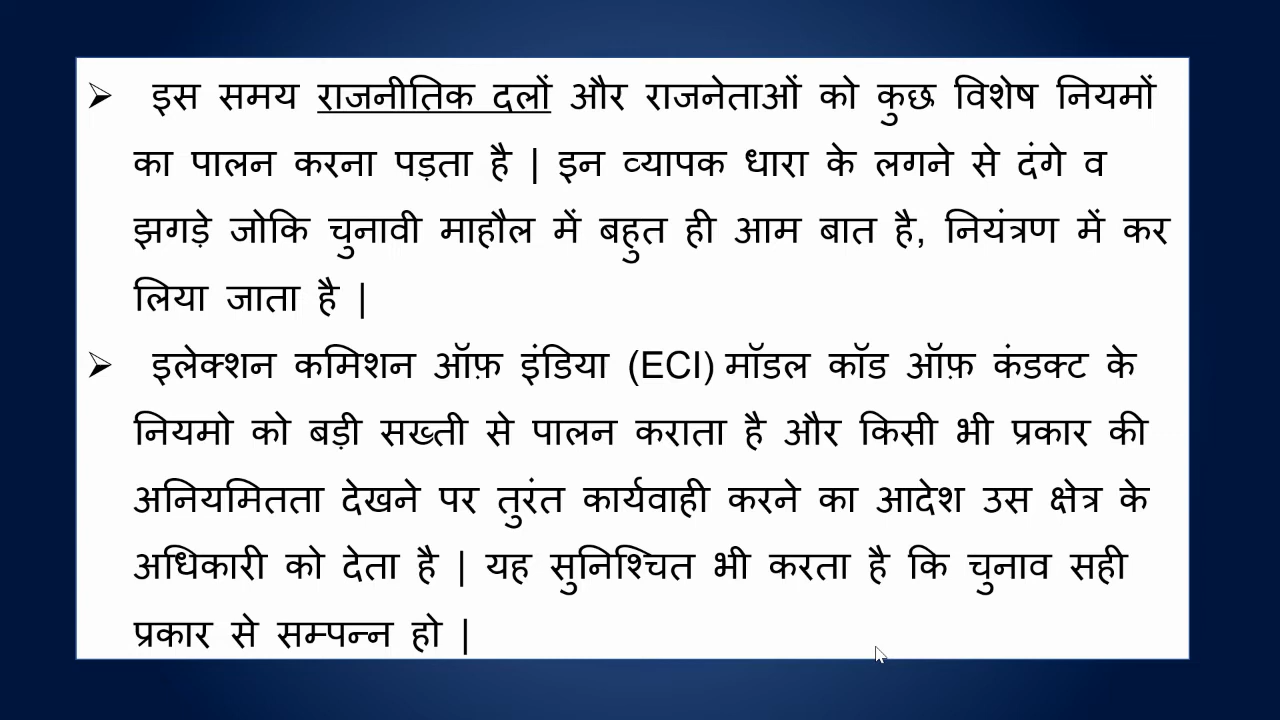 ➢ इस समय राजनीतिक दलों और राजनेताओं को कुछ विशेष नियमों
का पालन करना पड़ता है | इन व्यापक धारा के लगने से दंगे व
झगड़े जोकि चुनावी माहौल में बहुत ही आम बात है, नियंत्रण में कर
लिया जाता है |
➢ इलेक्शन कमिशन ऑफ़ इंडिया (ECI) मॉडल कॉड ऑफ़ कंडक्ट के
नियमो को बड़ी सख्ती से पालन कराता है और किसी भी प्रकार की
अनियमितता देखने पर तुरंत कार्यवाही करने का आदेश उस क्षेत्र के
अधिकारी को देता है | यह सुनिश्चित भी करता है कि चुनाव सही
प्रकार से सम्पन्न हो |